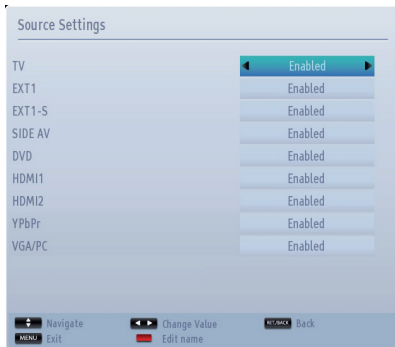 Source Settings
TV Enabled
EXT1 Enabled
EXT1-S Enabled
SIDE AV Enabled
DVD Enabled
HDMI1 Enabled
HDMI2 Enabled
YPbPr Enabled
VGA/PC Enabled
Navigate Change Value RET./BACK Back
MENU Exit Edit name